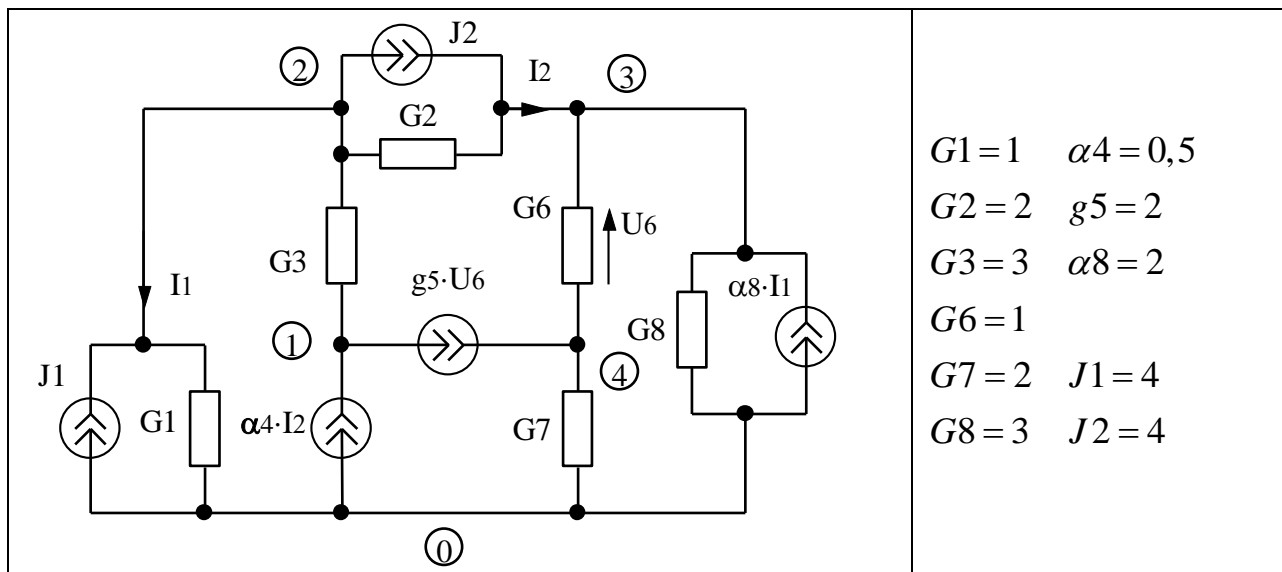 J2
2
I2
3
G2
G6
U6
G3
g5·U6
I1
α8·I1
G8
1
4
J1
G1
α4·I2
G7
0
G1=1 α4=0,5
G2=2 g5=2
G3=3 α8=2
G6=1
G7=2 J1=4
G8=3 J2=4